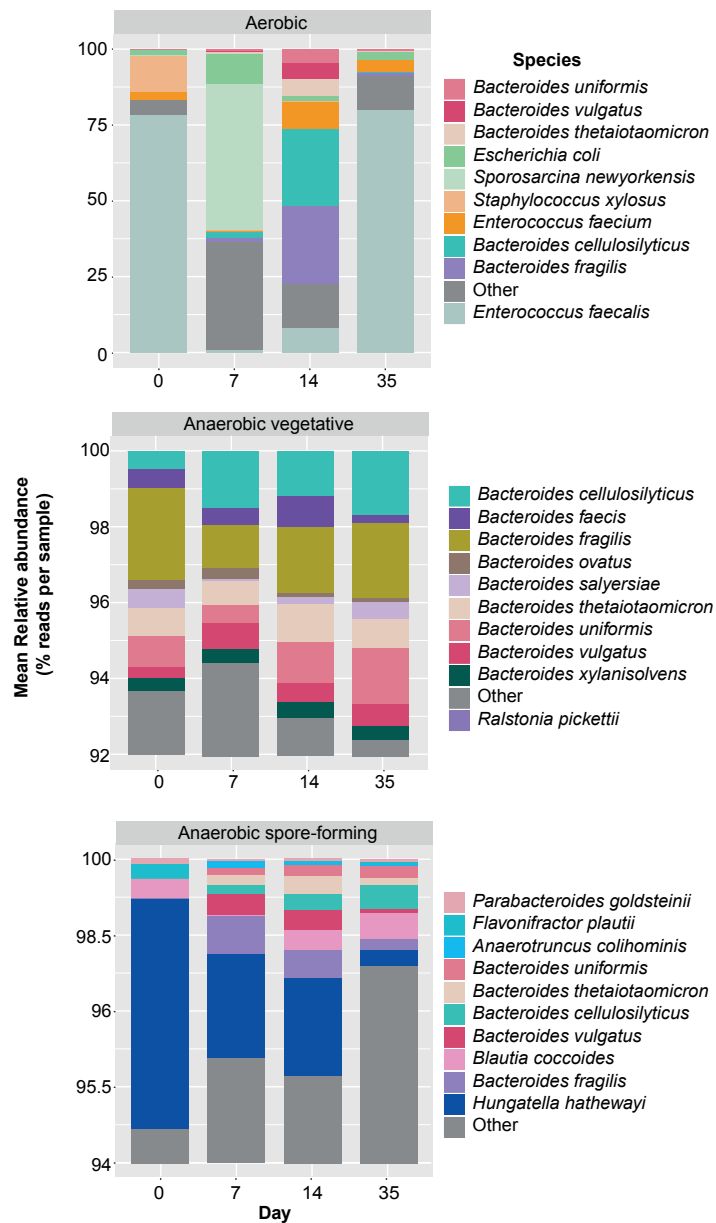 Aerobic
100
75
50
25
0
0 7 14 35
Species
Bacteroides uniformis
Bacteroides vulgatus
Bacteroides thetaiotaomicron
Escherichia coli
Sporosarcina newyorkensis
Staphylococcus xylosus
Enterococcus faecium
Bacteroides cellulosilyticus
Bacteroides fragilis
Other
Enterococcus faecalis
Mean Relative abundance
(% reads per sample)
Anaerobic vegetative
100
98
96
94
92
0 7 14 35
Bacteroides cellulosilyticus
Bacteroides faecis
Bacteroides fragilis
Bacteroides ovatus
Bacteroides salyersiae
Bacteroides thetaiotaomicron
Bacteroides uniformis
Bacteroides vulgatus
Bacteroides xylanisolvens
Other
Ralstonia pickettii
Anaerobic spore-forming
100
98.5
96
95.5
94
0 7 14 35
Day
Parabacteroides goldsteinii
Flavonifractor plautii
Anaerotruncus colihominis
Bacteroides uniformis
Bacteroides thetaiotaomicron
Bacteroides cellulosilyticus
Bacteroides vulgatus
Blautia coccoides
Bacteroides fragilis
Hungatella hathewayi
Other